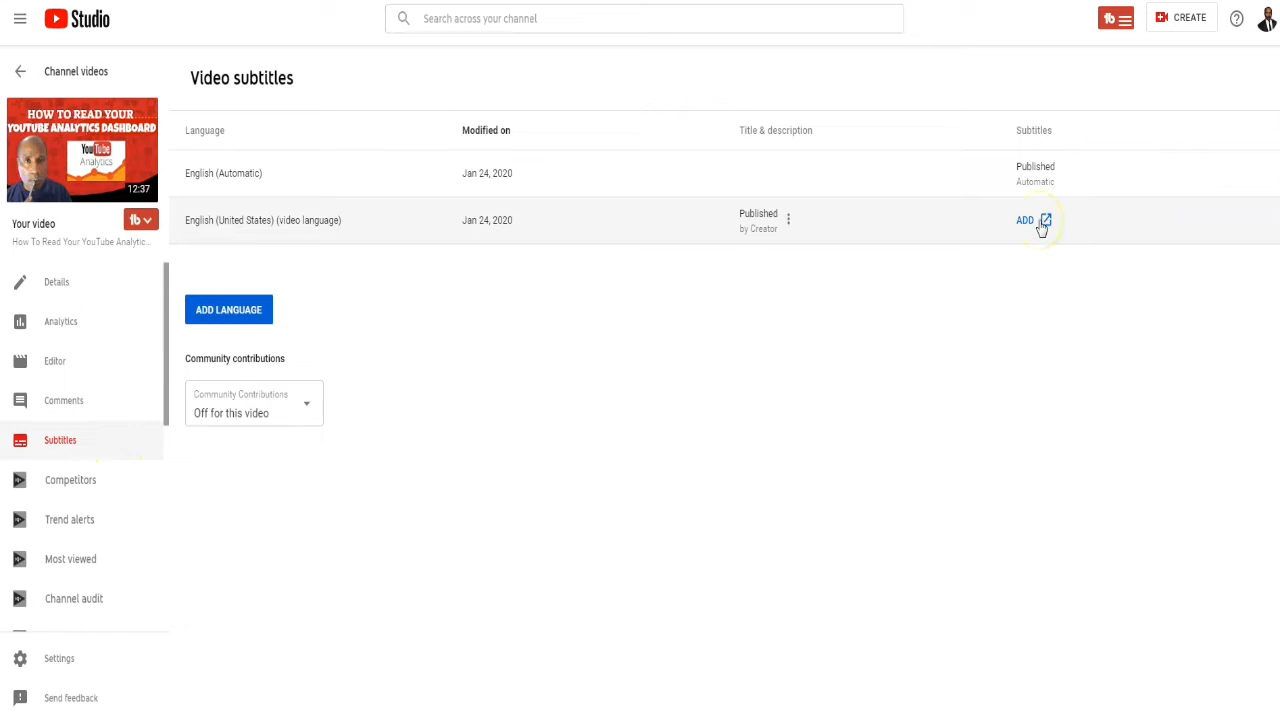 Studio
Search across your channel
CREATE
Channel videos
HOW TO READ YOUR
YOUTUBE ANALYTICS DASHBOARD
YouTube
Analytics
12:37
Your video
How To Read Your YouTube Analytic...
Details
Analytics
Editor
Comments
Subtitles
Competitors
Trend alerts
Most viewed
Channel audit
Settings
Send feedback
Video subtitles
Language Modified on Title & description Subtitles
English (Automatic) Jan 24, 2020 Published
Automatic
English (United States) (video language) Jan 24, 2020 Published ADD
by Creator
ADD LANGUAGE
Community contributions
Community Contributions
Off for this video